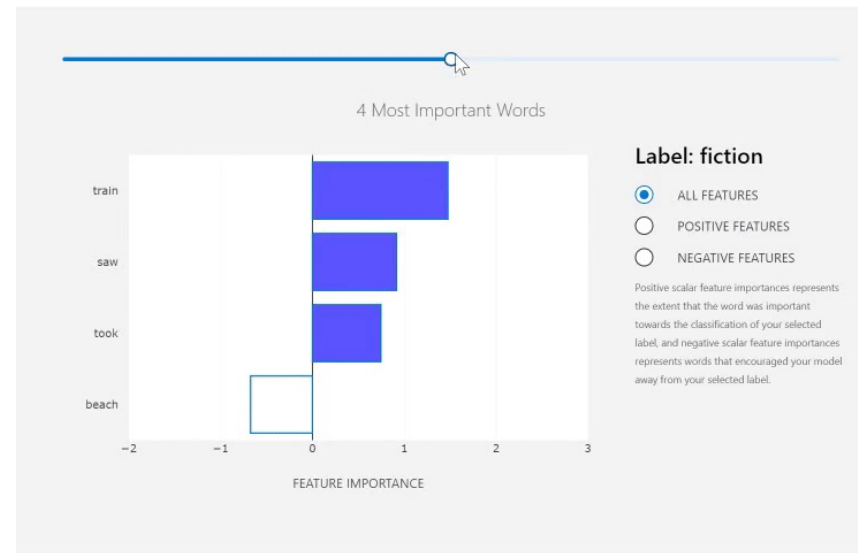 4 Most Important Words
train
saw
took
beach
−2 −1 0 1 2 3
FEATURE IMPORTANCE
Label: fiction
ALL FEATURES
POSITIVE FEATURES
NEGATIVE FEATURES
Positive scalar feature importances represents
the extent that the word was important
towards the classification of your selected
label, and negative scalar feature importances
represents words that encouraged your model
away from your selected label.